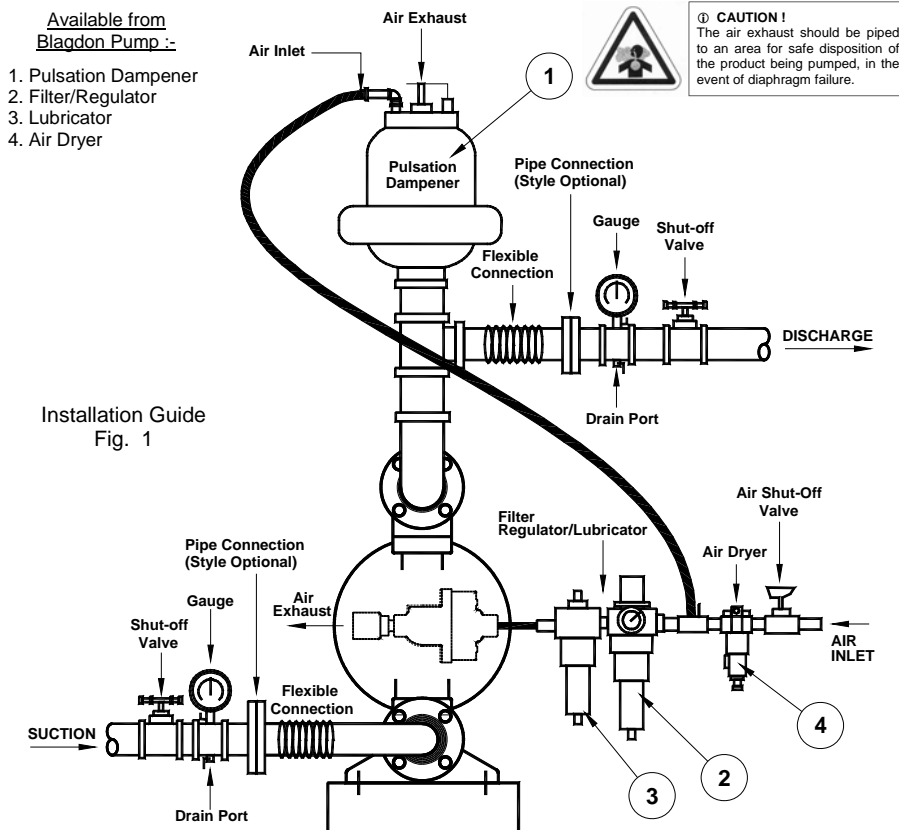 Available from
Blagdon Pump :-
1. Pulsation Dampener
2. Filter/Regulator
3. Lubricator
4. Air Dryer
Air Exhaust
Air Inlet
1
ⓘ CAUTION !
The air exhaust should be piped
to an area for safe disposition of
the product being pumped, in the
event of diaphragm failure.
Pulsation
Dampener
Pipe Connection
(Style Optional)
Gauge
Shut-off
Valve
Flexible
Connection
DISCHARGE
Drain Port
Installation Guide
Fig. 1
Air Shut-Off
Valve
Filter
Regulator/Lubricator
Air Dryer
Pipe Connection
(Style Optional)
Air
Exhaust
Gauge
Shut-off
Valve
AIR
INLET
Flexible
Connection
SUCTION
4
2
3
Drain Port